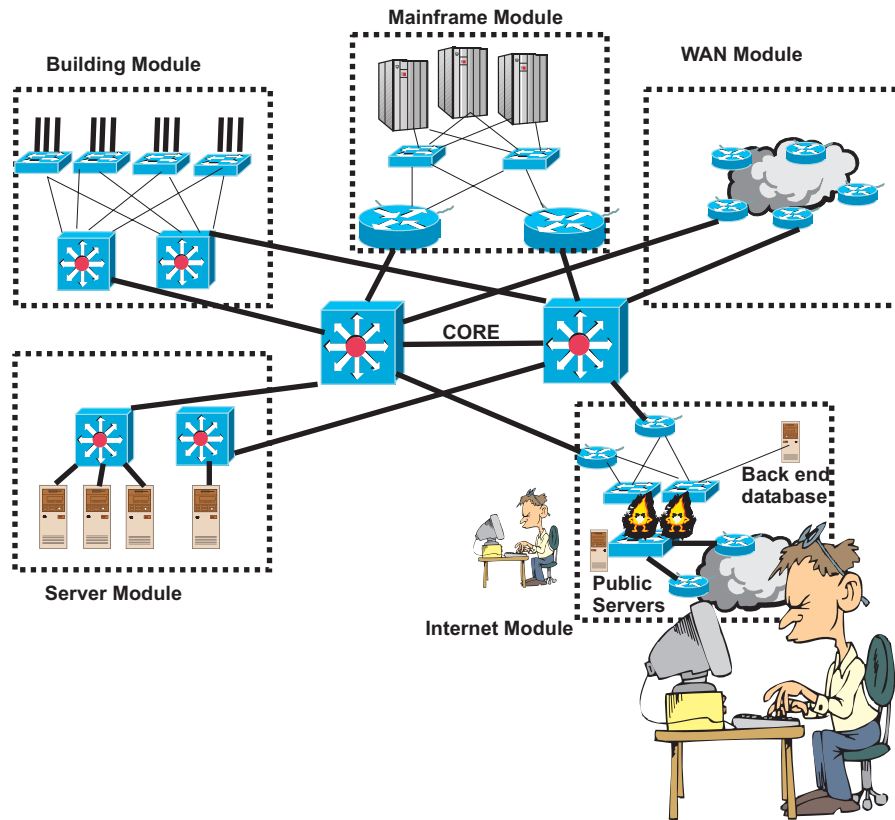 Mainframe Module
Building Module
WAN Module
CORE
Back end
database
Public
Servers
Server Module
Internet Module